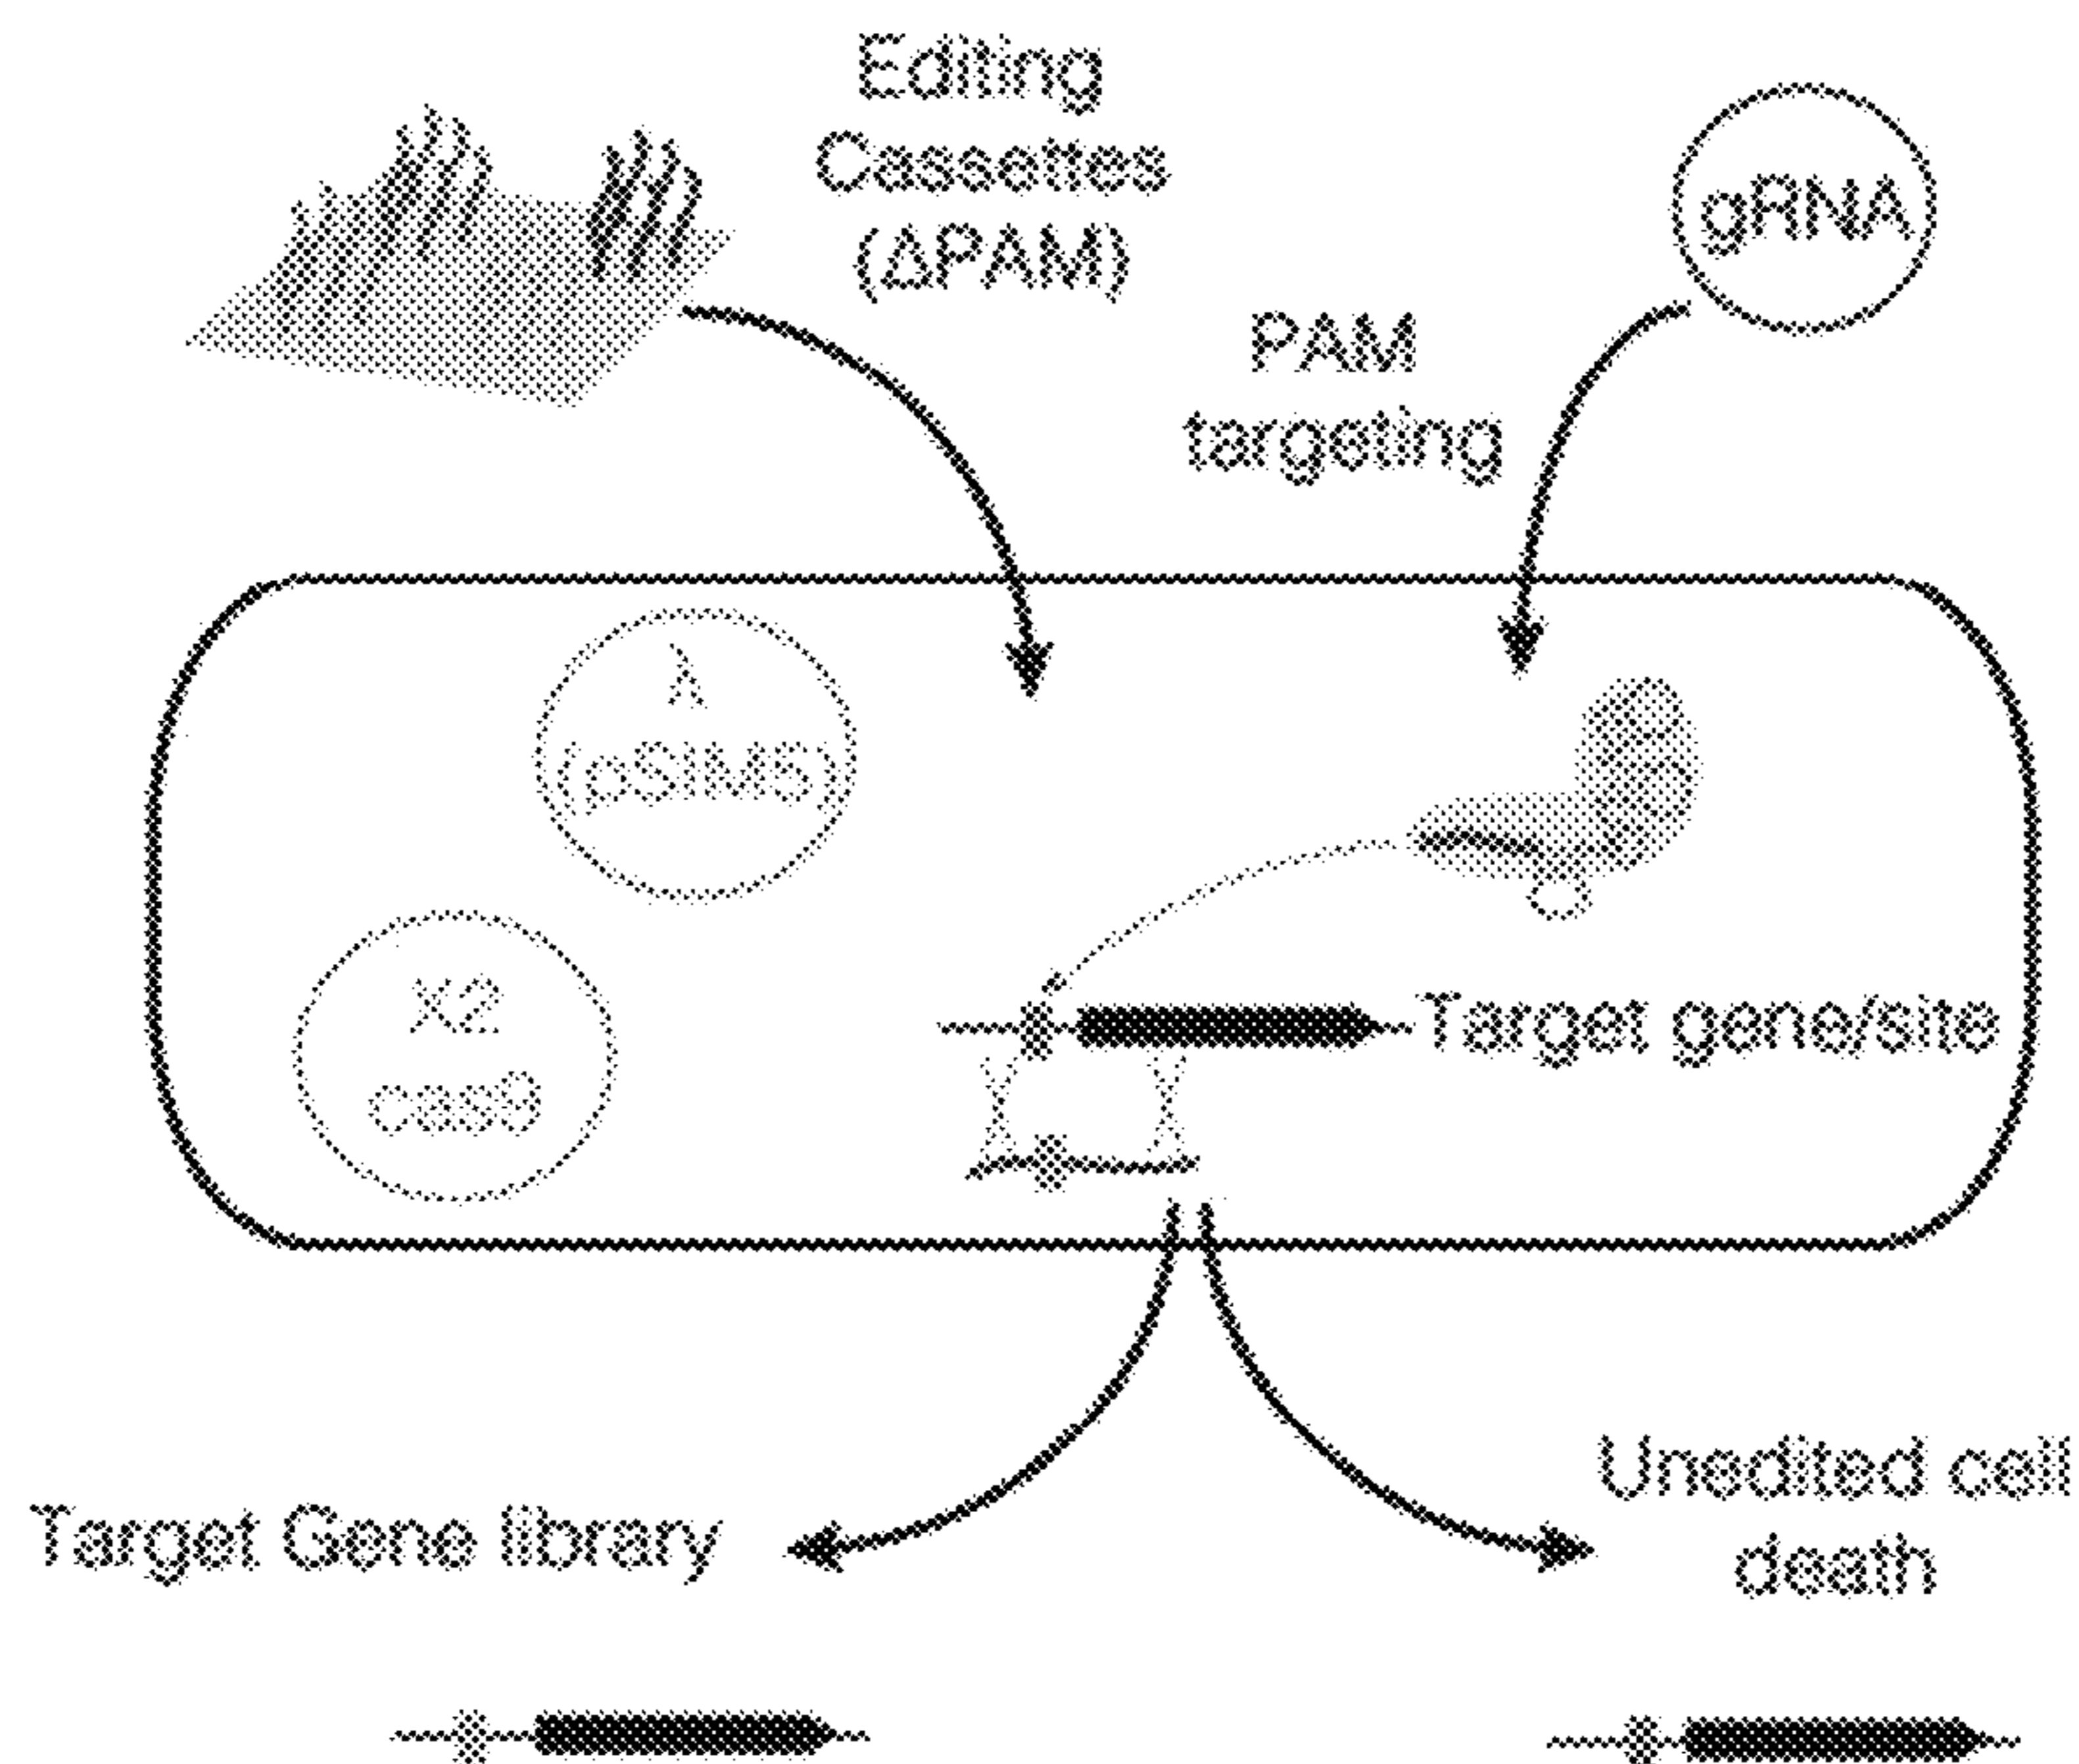 Editing
Cassettes
(ΔPAM)
gRNA
PAM
targeting
λ
(pSIM5)
X2
cas9
Target gene/site
Target Gene library
Unedited cell
death